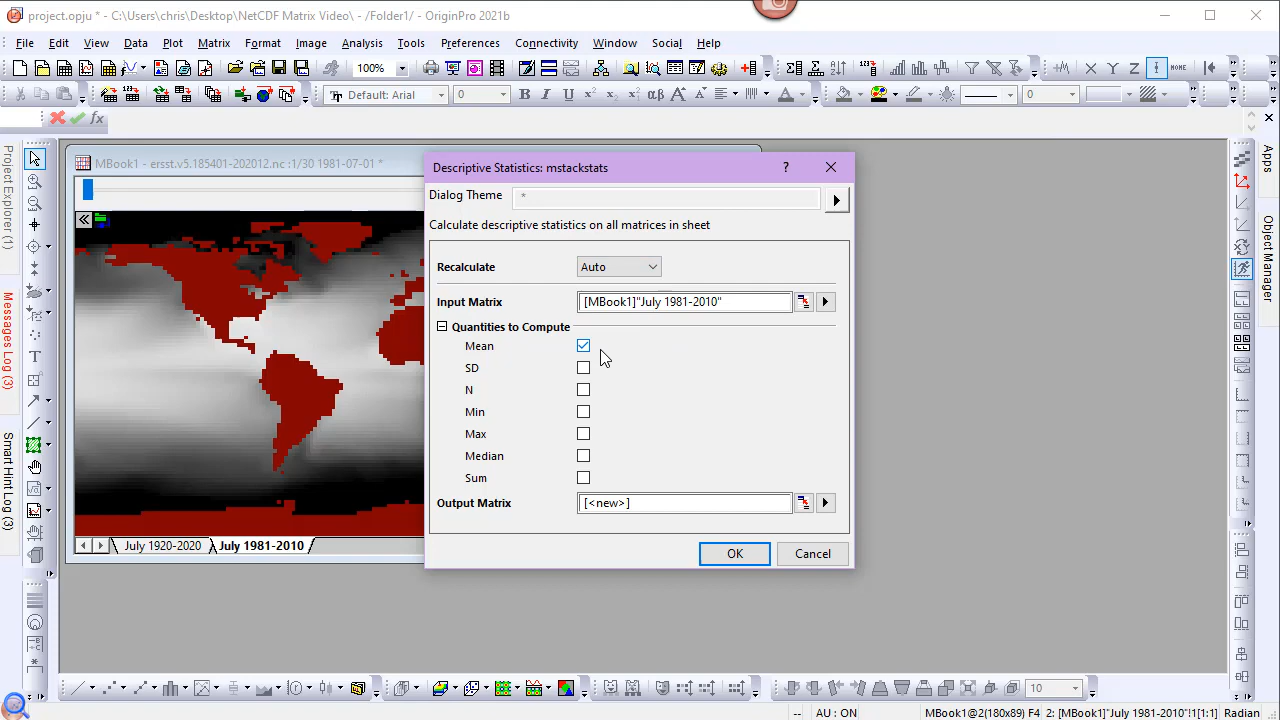 project.opju * - C:\Users\chris\Desktop\NetCDF Matrix Video\ - /Folder1/ - OriginPro 2021b
File Edit View Data Plot Matrix Format Image Analysis Tools Preferences Connectivity Window Social Help
100% HOME
Default: Arial 0 B I U αβ A A 0
fx
MBook1 - ersst.v5.185401-202012.nc :1/30 1981-07-01 *
Project Explorer (1)
Messages Log (3)
Smart Hint Log (3)
Descriptive Statistics: mstackstats
Dialog Theme *
Calculate descriptive statistics on all matrices in sheet
Recalculate Auto
Input Matrix [MBook1]"July 1981-2010"
Quantities to Compute
Mean
SD
N
Min
Max
Median
Sum
Output Matrix [<new>]
OK Cancel
July 1920-2020 July 1981-2010
Apps
Object Manager
10
-- AU : ON MBook1@2(180x89) F4 2: [MBook1]"July 1981-2010"!1[1:1] Radian